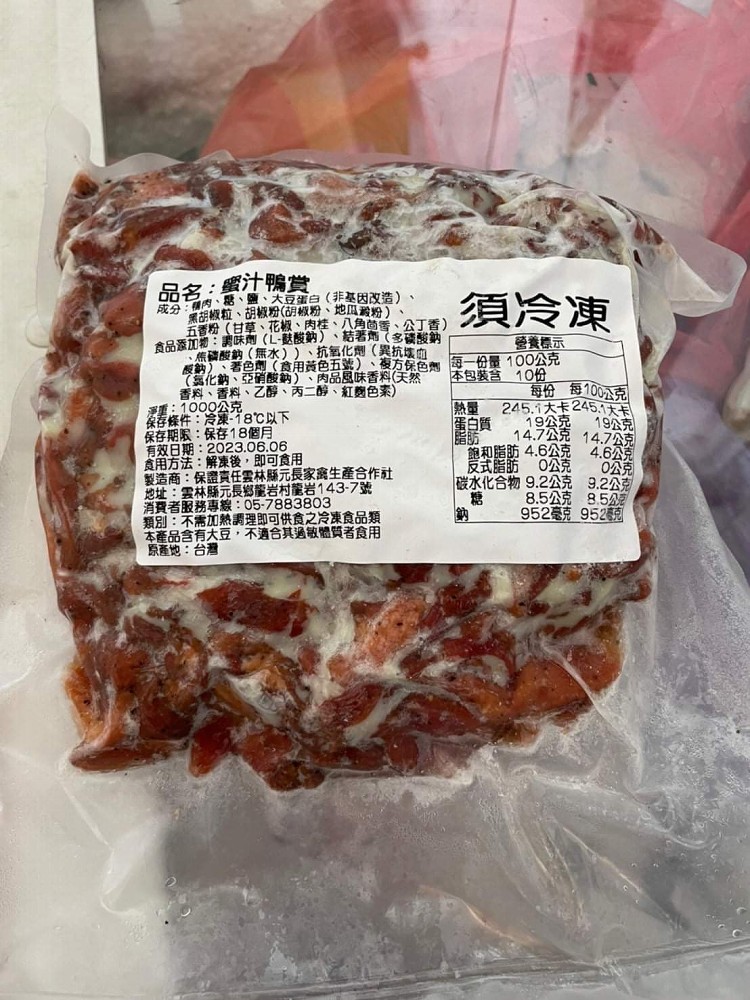 品名：蜜汁鴨賞
成分：鴨肉、糖、鹽、大豆蛋白（非基因改造）、
黑胡椒粒、胡椒粉(胡椒粉、地瓜澱粉)、
五香粉（甘草、花椒、肉桂、八角茴香、公丁香）
食品添加物：調味劑（L-麩酸鈉）、結著劑（多磷酸鈉
、焦磷酸鈉（無水））、抗氧化劑（異抗壞血
酸鈉）、著色劑（食用黃色五號）、複方保色劑
（氯化鈉、亞硝酸鈉）、肉品風味香料(天然
香料、香料、乙醇、丙二醇、紅麴色素)
淨重：1000公克
保存條件：冷凍-18℃以下
保存期限：保存18個月
有效日期：2023.06.06
食用方法：解凍後，即可食用
製造商：保證責任雲林縣元長家禽生產合作社
地址：雲林縣元長鄉龍岩村龍岩143-7號
消費者服務專線：05-7883803
類別：不需加熱調理即可供食之冷凍食品類
本產品含有大豆，不適合其過敏體質者食用
原產地：台灣
須冷凍
營養標示
每一份量 100公克
本包裝含 10份
每份 每100公克
熱量 245.1大卡 245.1大卡
蛋白質 19公克 19公克
脂肪 14.7公克 14.7公克
飽和脂肪 4.6公克 4.6公克
反式脂肪 0公克 0公克
碳水化合物 9.2公克 9.2公克
糖 8.5公克 8.5公克
鈉 952毫克 952毫克